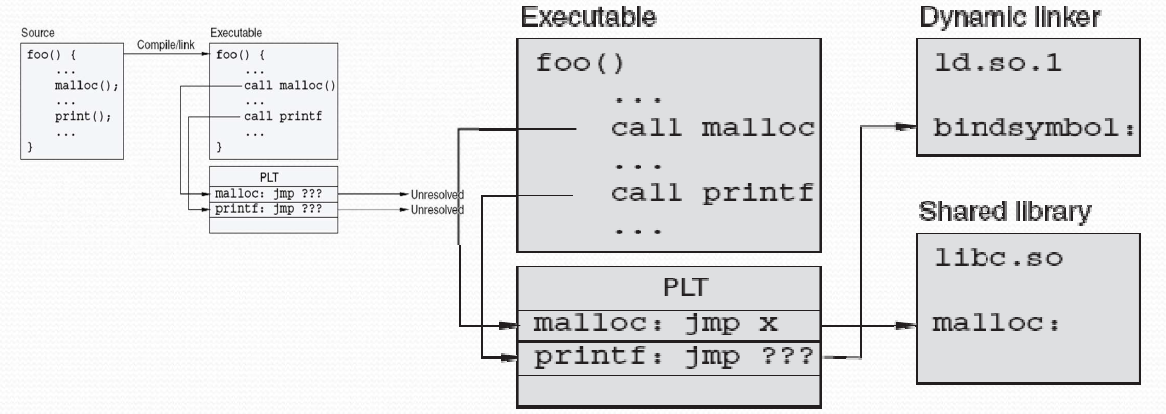 Source
foo() {
...
malloc();
...
print();
...
}
Compile/link
Executable
foo() {
...
call malloc()
...
call printf
...
}
PLT
malloc: jmp ???
printf: jmp ???
Unresolved
Unresolved
Executable
foo()
...
call malloc
...
call printf
...
PLT
malloc: jmp x
printf: jmp ???
Dynamic linker
ld.so.1
bindsymbol:
Shared library
libc.so
malloc: